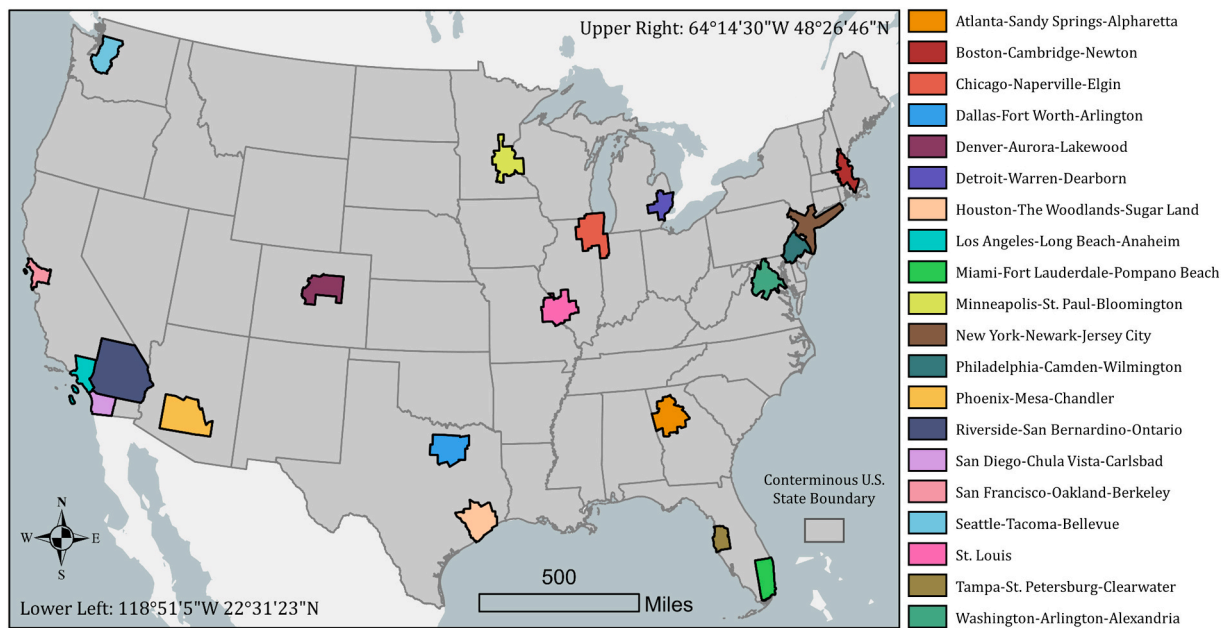 Upper Right: 64°14'30"W 48°26'46"N
Conterminous U.S.
State Boundary
N
W
E
S
500
Miles
Lower Left: 118°51'5"W 22°31'23"N
Atlanta-Sandy Springs-Alpharetta
Boston-Cambridge-Newton
Chicago-Naperville-Elgin
Dallas-Fort Worth-Arlington
Denver-Aurora-Lakewood
Detroit-Warren-Dearborn
Houston-The Woodlands-Sugar Land
Los Angeles-Long Beach-Anaheim
Miami-Fort Lauderdale-Pompano Beach
Minneapolis-St. Paul-Bloomington
New York-Newark-Jersey City
Philadelphia-Camden-Wilmington
Phoenix-Mesa-Chandler
Riverside-San Bernardino-Ontario
San Diego-Chula Vista-Carlsbad
San Francisco-Oakland-Berkeley
Seattle-Tacoma-Bellevue
St. Louis
Tampa-St. Petersburg-Clearwater
Washington-Arlington-Alexandria